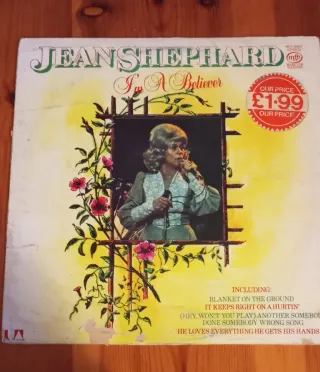 JEAN SHEPHARD
mfp
I'm A Believer
OUR PRICE
£1.99
OUR PRICE
INCLUDING:
BLANKET ON THE GROUND
IT KEEPS RIGHT ON A HURTIN'
(HEY, WON'T YOU PLAY) ANOTHER SOMEBODY
DONE SOMEBODY WRONG SONG
HE LOVES EVERYTHING HE GETS HIS HANDS